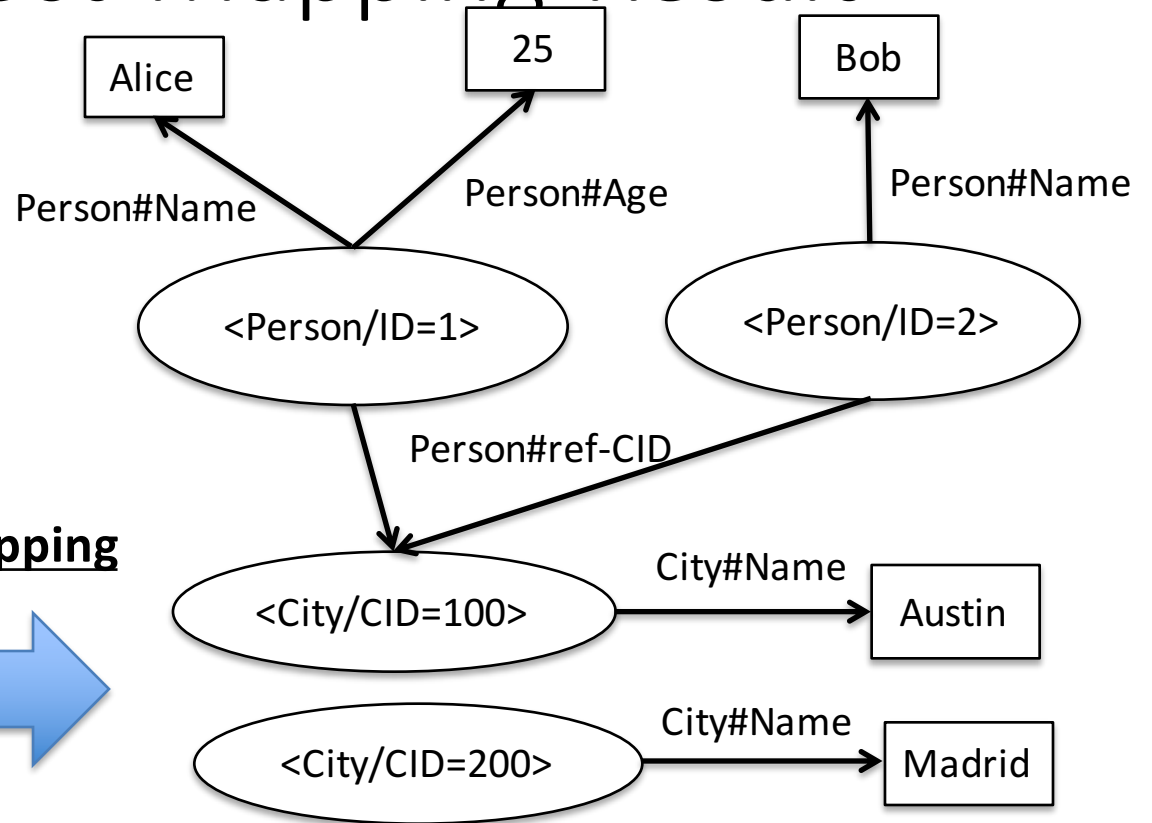 Alice
25
Bob
Person#Name
Person#Age
Person#Name
<Person/ID=1>
<Person/ID=2>
Person#ref-CID
pping
<City/CID=100>
City#Name
Austin
<City/CID=200>
City#Name
Madrid